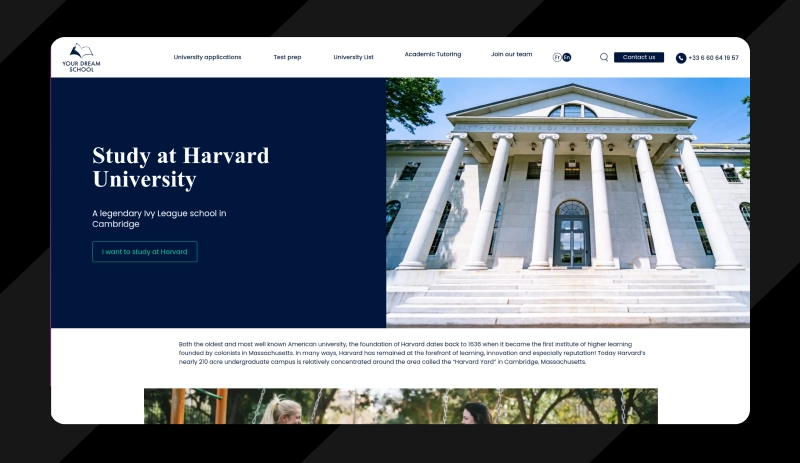 YOUR DREAM
SCHOOL
University applications
Test prep
University List
Academic Tutoring
Join our team
Fr
En
Contact us
+33 6 60 64 19 57
Study at Harvard
University
A legendary Ivy League school in
Cambridge
I want to study at Harvard
Both the oldest and most well known American university, the foundation of Harvard dates back to 1636 when it became the first institute of higher learning
founded by colonists in Massachusetts. In many ways, Harvard has remained at the forefront of learning, innovation and especially reputation! Today Harvard's
nearly 210 acre undergraduate campus is relatively concentrated around the area called the "Harvard Yard" in Cambridge, Massachusetts.